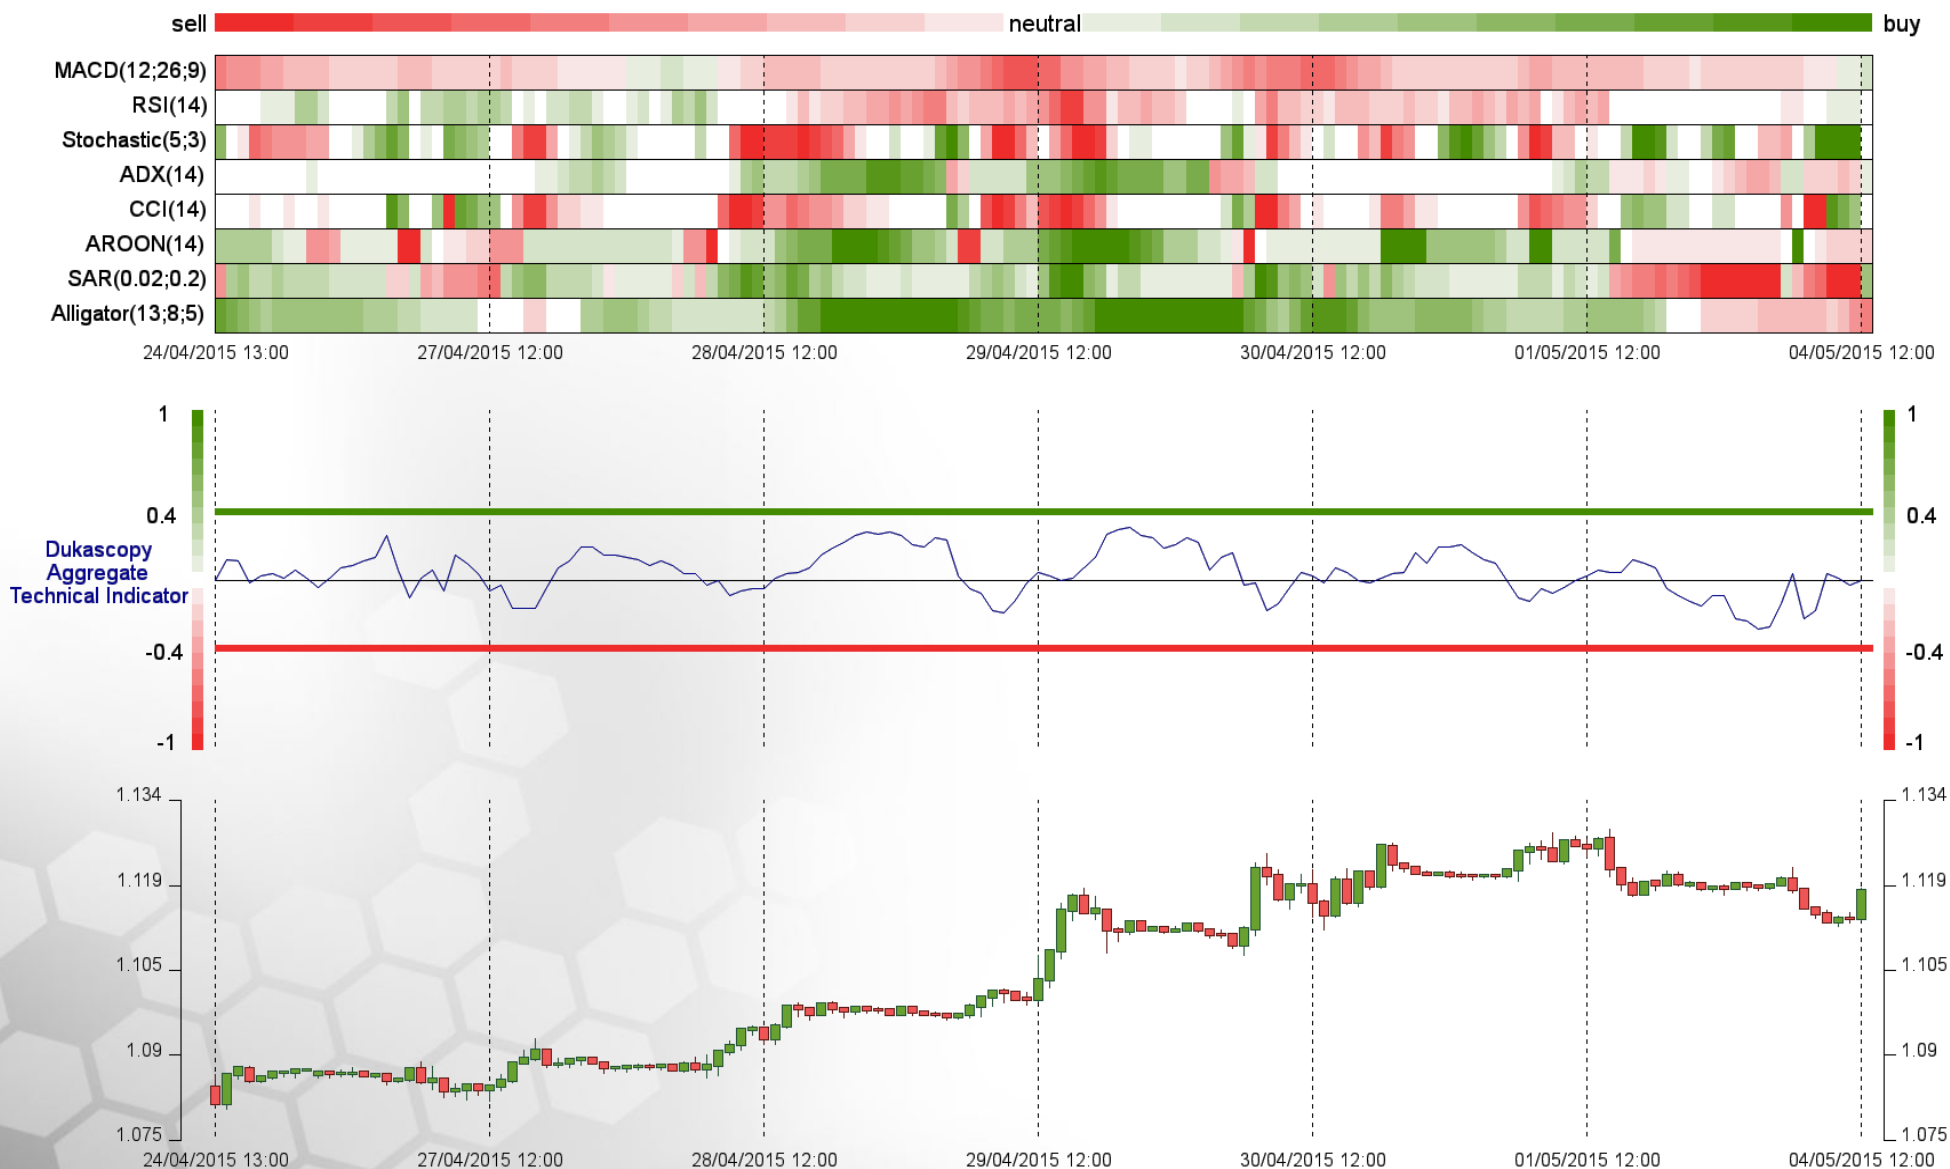 sell neutral buy
MACD(12;26;9)
RSI(14)
Stochastic(5;3)
ADX(14)
CCI(14)
AROON(14)
SAR(0.02;0.2)
Alligator(13;8;5)
24/04/2015 13:00 27/04/2015 12:00 28/04/2015 12:00 29/04/2015 12:00 30/04/2015 12:00 01/05/2015 12:00 04/05/2015 12:00
1 1
0.4 0.4
Dukascopy
Aggregate
Technical Indicator
-0.4 -0.4
-1 -1
1.134 1.134
1.119 1.119
1.105 1.105
1.09 1.09
1.075 1.075
24/04/2015 13:00 27/04/2015 12:00 28/04/2015 12:00 29/04/2015 12:00 30/04/2015 12:00 01/05/2015 12:00 04/05/2015 12:00